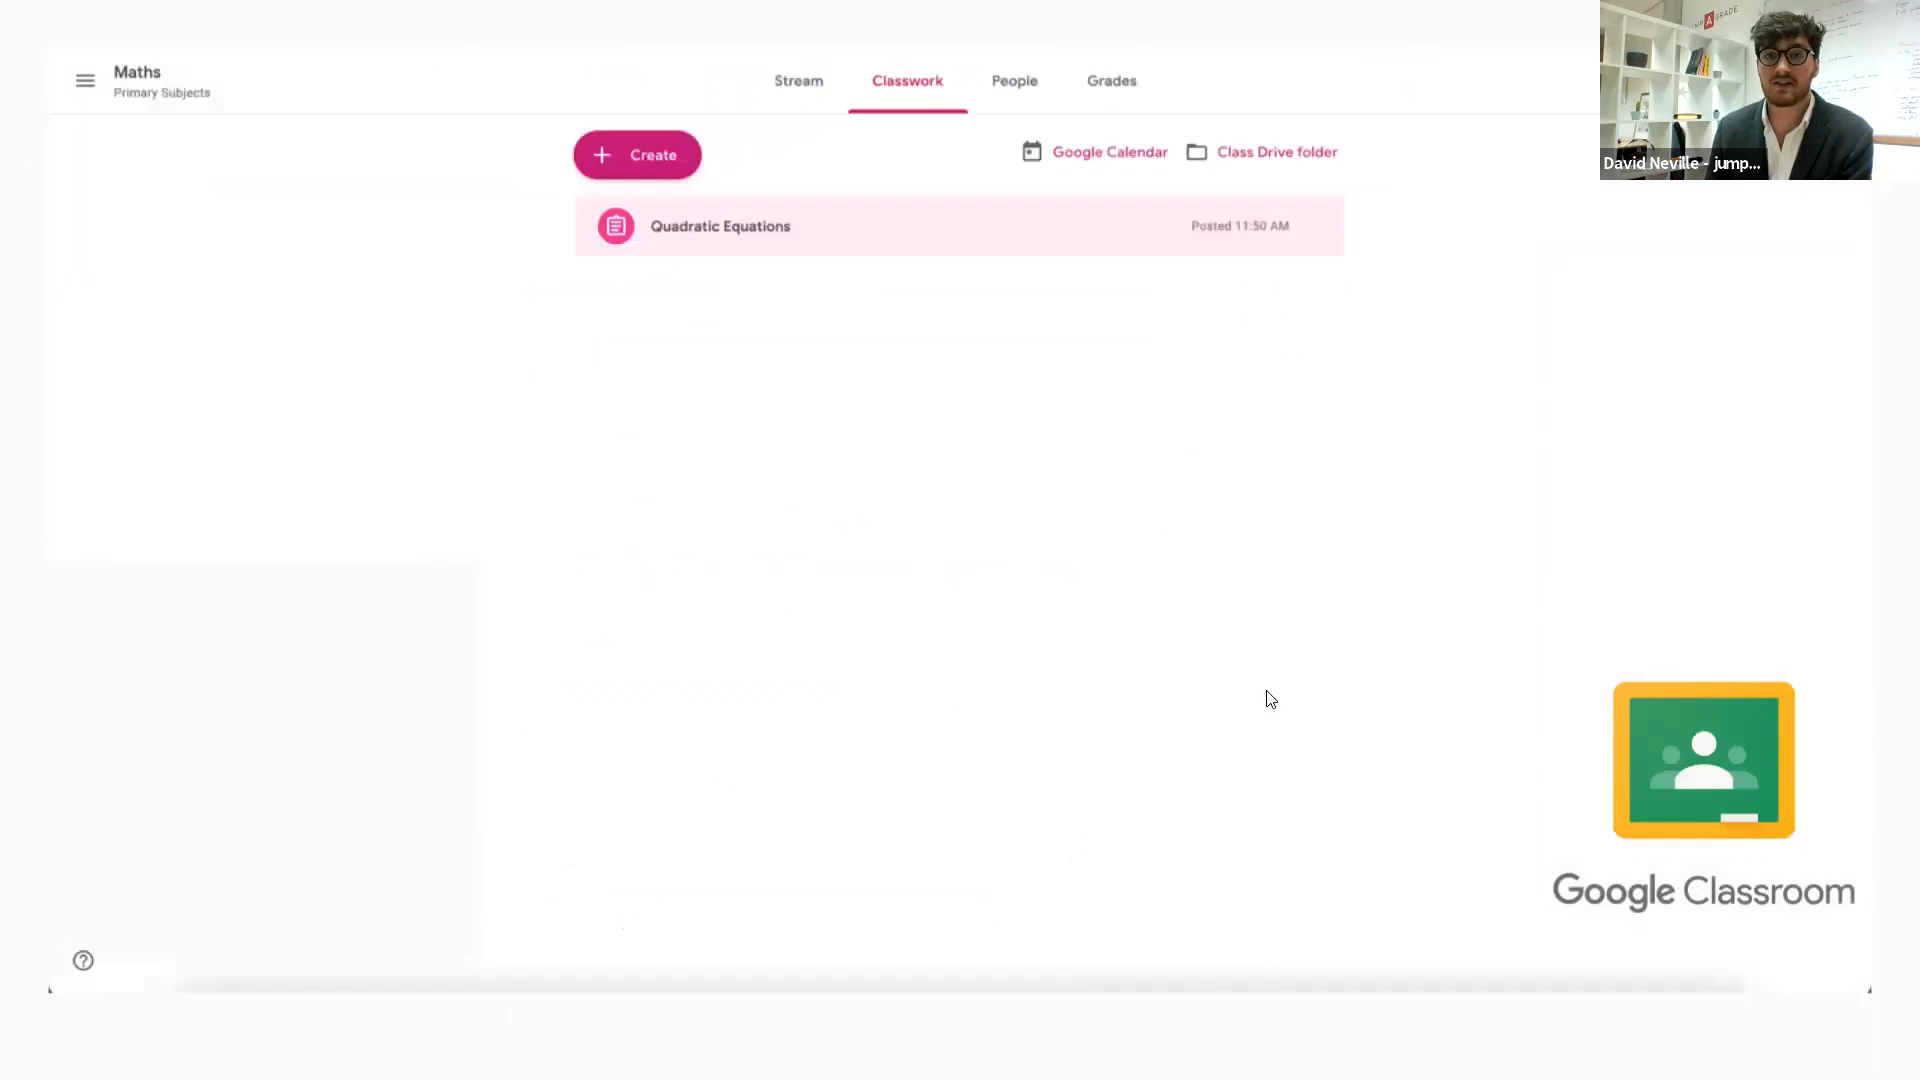 Maths
Primary Subjects
Stream
Classwork
People
Grades
Create
Google Calendar
Class Drive folder
Quadratic Equations
Posted 11:50 AM
A GRADE
David Neville - jump...
Google Classroom
?